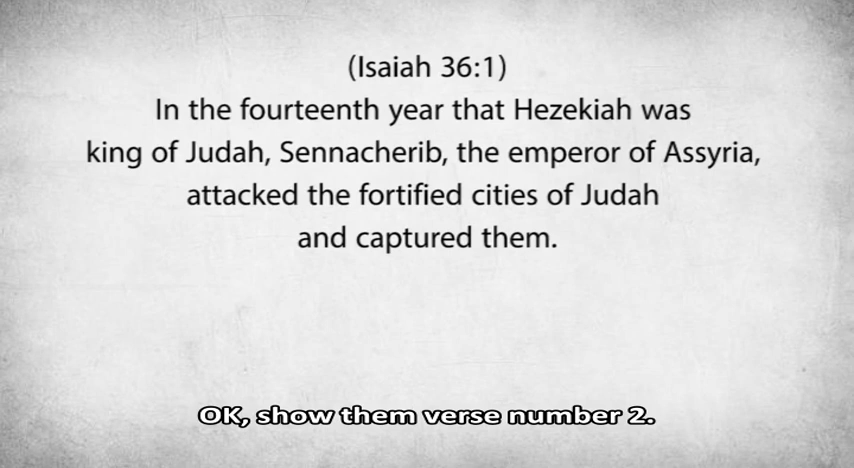 (Isaiah 36:1)
In the fourteenth year that Hezekiah was
king of Judah, Sennacherib, the emperor of Assyria,
attacked the fortified cities of Judah
and captured them.
OK, show them verse number 2.